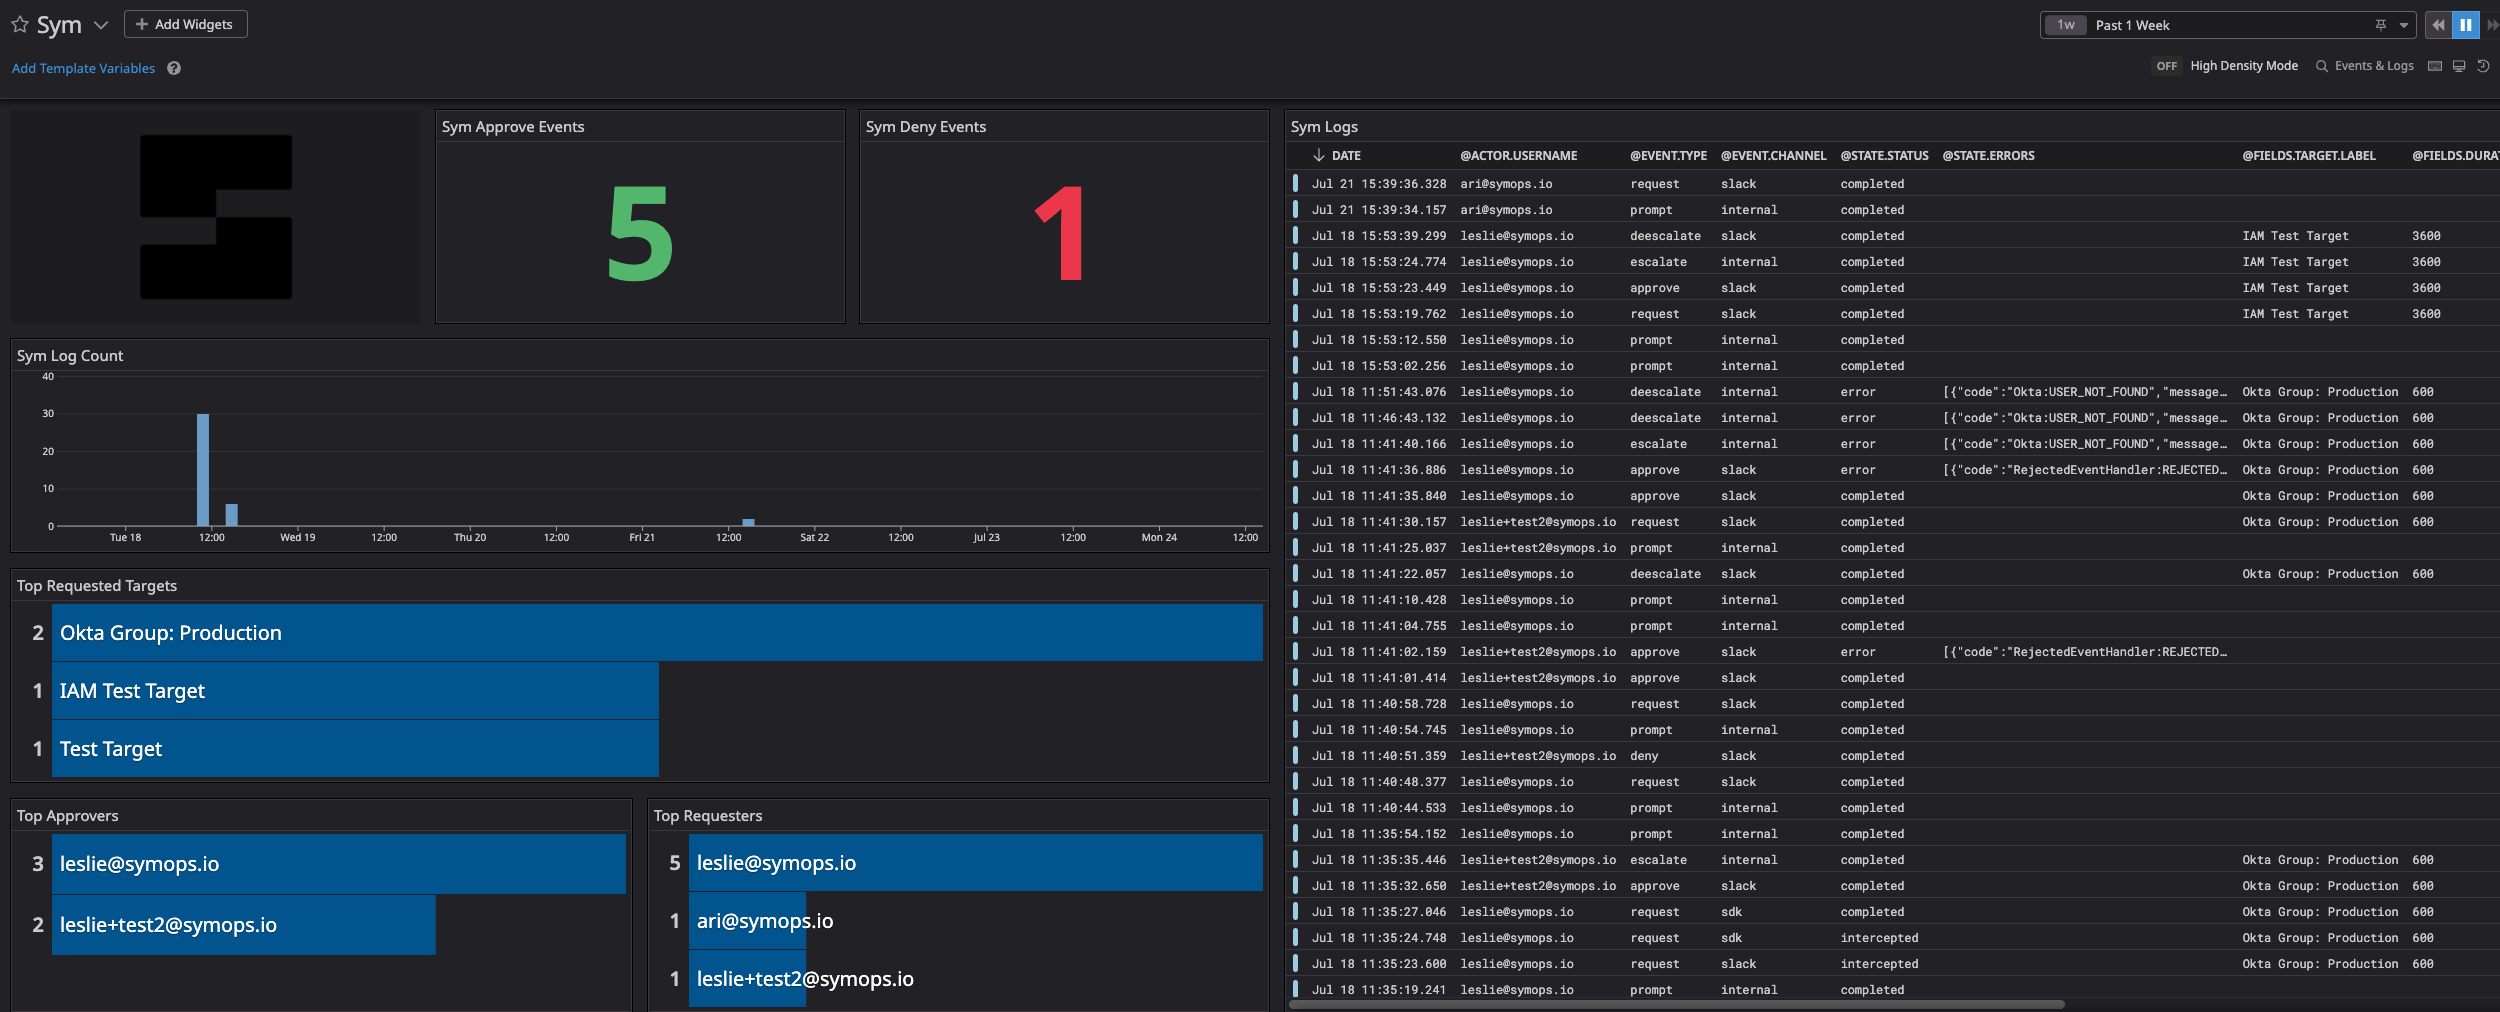 Sym
Add Widgets
1w Past 1 Week
Add Template Variables
OFF High Density Mode Events & Logs
Sym Approve Events
5
Sym Deny Events
1
Sym Log Count
40
30
20
10
0
Tue 18 12:00 Wed 19 12:00 Thu 20 12:00 Fri 21 12:00 Sat 22 12:00 Jul 23 12:00 Mon 24 12:00
Top Requested Targets
2 Okta Group: Production
1 IAM Test Target
1 Test Target
Top Approvers
3 leslie@symops.io
2 leslie+test2@symops.io
Top Requesters
5 leslie@symops.io
1 ari@symops.io
1 leslie+test2@symops.io
Sym Logs
DATE @ACTOR.USERNAME @EVENT.TYPE @EVENT.CHANNEL @STATE.STATUS @STATE.ERRORS @FIELDS.TARGET.LABEL @FIELDS.DURAT
Jul 21 15:39:36.328 ari@symops.io request slack completed
Jul 21 15:39:34.157 ari@symops.io prompt internal completed
Jul 18 15:53:39.299 leslie@symops.io deescalate slack completed IAM Test Target 3600
Jul 18 15:53:24.774 leslie@symops.io escalate internal completed IAM Test Target 3600
Jul 18 15:53:23.449 leslie@symops.io approve slack completed IAM Test Target 3600
Jul 18 15:53:19.762 leslie@symops.io request slack completed IAM Test Target 3600
Jul 18 15:53:12.550 leslie@symops.io prompt internal completed
Jul 18 15:53:02.256 leslie@symops.io prompt internal completed
Jul 18 11:51:43.076 leslie@symops.io deescalate internal error [{"code":"Okta:USER_NOT_FOUND","message… Okta Group: Production 600
Jul 18 11:46:43.132 leslie@symops.io deescalate internal error [{"code":"Okta:USER_NOT_FOUND","message… Okta Group: Production 600
Jul 18 11:41:40.166 leslie@symops.io escalate internal error [{"code":"Okta:USER_NOT_FOUND","message… Okta Group: Production 600
Jul 18 11:41:36.886 leslie@symops.io approve slack error [{"code":"RejectedEventHandler:REJECTED… Okta Group: Production 600
Jul 18 11:41:35.840 leslie@symops.io approve slack completed Okta Group: Production 600
Jul 18 11:41:30.157 leslie+test2@symops.io request slack completed Okta Group: Production 600
Jul 18 11:41:25.037 leslie+test2@symops.io prompt internal completed
Jul 18 11:41:22.057 leslie@symops.io deescalate slack completed Okta Group: Production 600
Jul 18 11:41:10.428 leslie@symops.io prompt internal completed
Jul 18 11:41:04.755 leslie@symops.io prompt internal completed
Jul 18 11:41:02.159 leslie+test2@symops.io approve slack error [{"code":"RejectedEventHandler:REJECTED…
Jul 18 11:41:01.414 leslie+test2@symops.io approve slack completed
Jul 18 11:40:58.728 leslie@symops.io request slack completed
Jul 18 11:40:54.745 leslie@symops.io prompt internal completed
Jul 18 11:40:51.359 leslie+test2@symops.io deny slack completed
Jul 18 11:40:48.377 leslie@symops.io request slack completed
Jul 18 11:40:44.533 leslie@symops.io prompt internal completed
Jul 18 11:35:54.152 leslie@symops.io prompt internal completed
Jul 18 11:35:35.446 leslie+test2@symops.io escalate internal completed Okta Group: Production 600
Jul 18 11:35:32.650 leslie+test2@symops.io approve slack completed Okta Group: Production 600
Jul 18 11:35:27.046 leslie@symops.io request sdk completed Okta Group: Production 600
Jul 18 11:35:24.748 leslie@symops.io request sdk intercepted Okta Group: Production 600
Jul 18 11:35:23.600 leslie@symops.io request slack intercepted Okta Group: Production 600
Jul 18 11:35:19.241 leslie@symops.io prompt internal completed